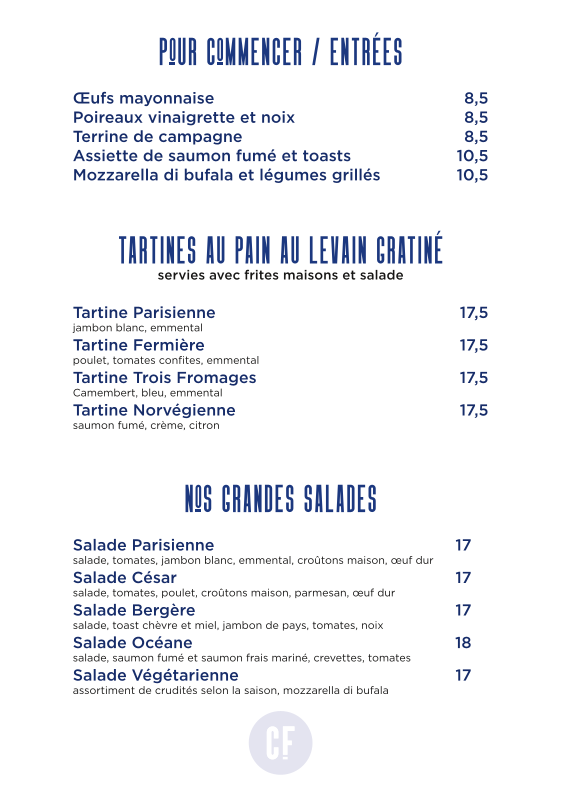 POUR COMMENCER / ENTRÉES
Œufs mayonnaise 8,5
Poireaux vinaigrette et noix 8,5
Terrine de campagne 8,5
Assiette de saumon fumé et toasts 10,5
Mozzarella di bufala et légumes grillés 10,5
TARTINES AU PAIN AU LEVAIN GRATINÉ
servies avec frites maisons et salade
Tartine Parisienne 17,5
jambon blanc, emmental
Tartine Fermière 17,5
poulet, tomates confites, emmental
Tartine Trois Fromages 17,5
Camembert, bleu, emmental
Tartine Norvégienne 17,5
saumon fumé, crème, citron
NOS GRANDES SALADES
Salade Parisienne 17
salade, tomates, jambon blanc, emmental, croûtons maison, œuf dur
Salade César 17
salade, tomates, poulet, croûtons maison, parmesan, œuf dur
Salade Bergère 17
salade, toast chèvre et miel, jambon de pays, tomates, noix
Salade Océane 18
salade, saumon fumé et saumon frais mariné, crevettes, tomates
Salade Végétarienne 17
assortiment de crudités selon la saison, mozzarella di bufala
CF